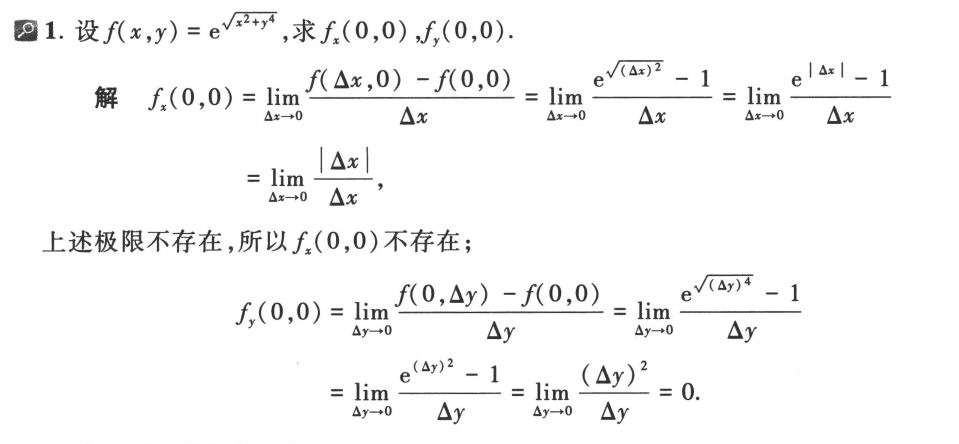 1. 设 f(x,y) = e^{√(x²+y⁴)},求 f_x(0,0),f_y(0,0).
解 f_x(0,0) = lim_{Δx→0} (f(Δx,0) − f(0,0))/Δx = lim_{Δx→0} (e^{√((Δx)²)} − 1)/Δx = lim_{Δx→0} (e^{|Δx|} − 1)/Δx
= lim_{Δx→0} |Δx|/Δx,
上述极限不存在,所以 f_x(0,0)不存在;
f_y(0,0) = lim_{Δy→0} (f(0,Δy) − f(0,0))/Δy = lim_{Δy→0} (e^{√((Δy)⁴)} − 1)/Δy
= lim_{Δy→0} (e^{(Δy)²} − 1)/Δy = lim_{Δy→0} (Δy)²/Δy = 0.